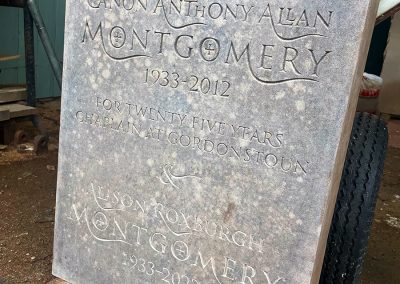 CANON ANTHONY ALLAN
MONTGOMERY
1933-2012
FOR TWENTY FIVE YEARS
CHAPLAIN AT GORDONSTOUN
&
ALISON ROXBURGH
MONTGOMERY